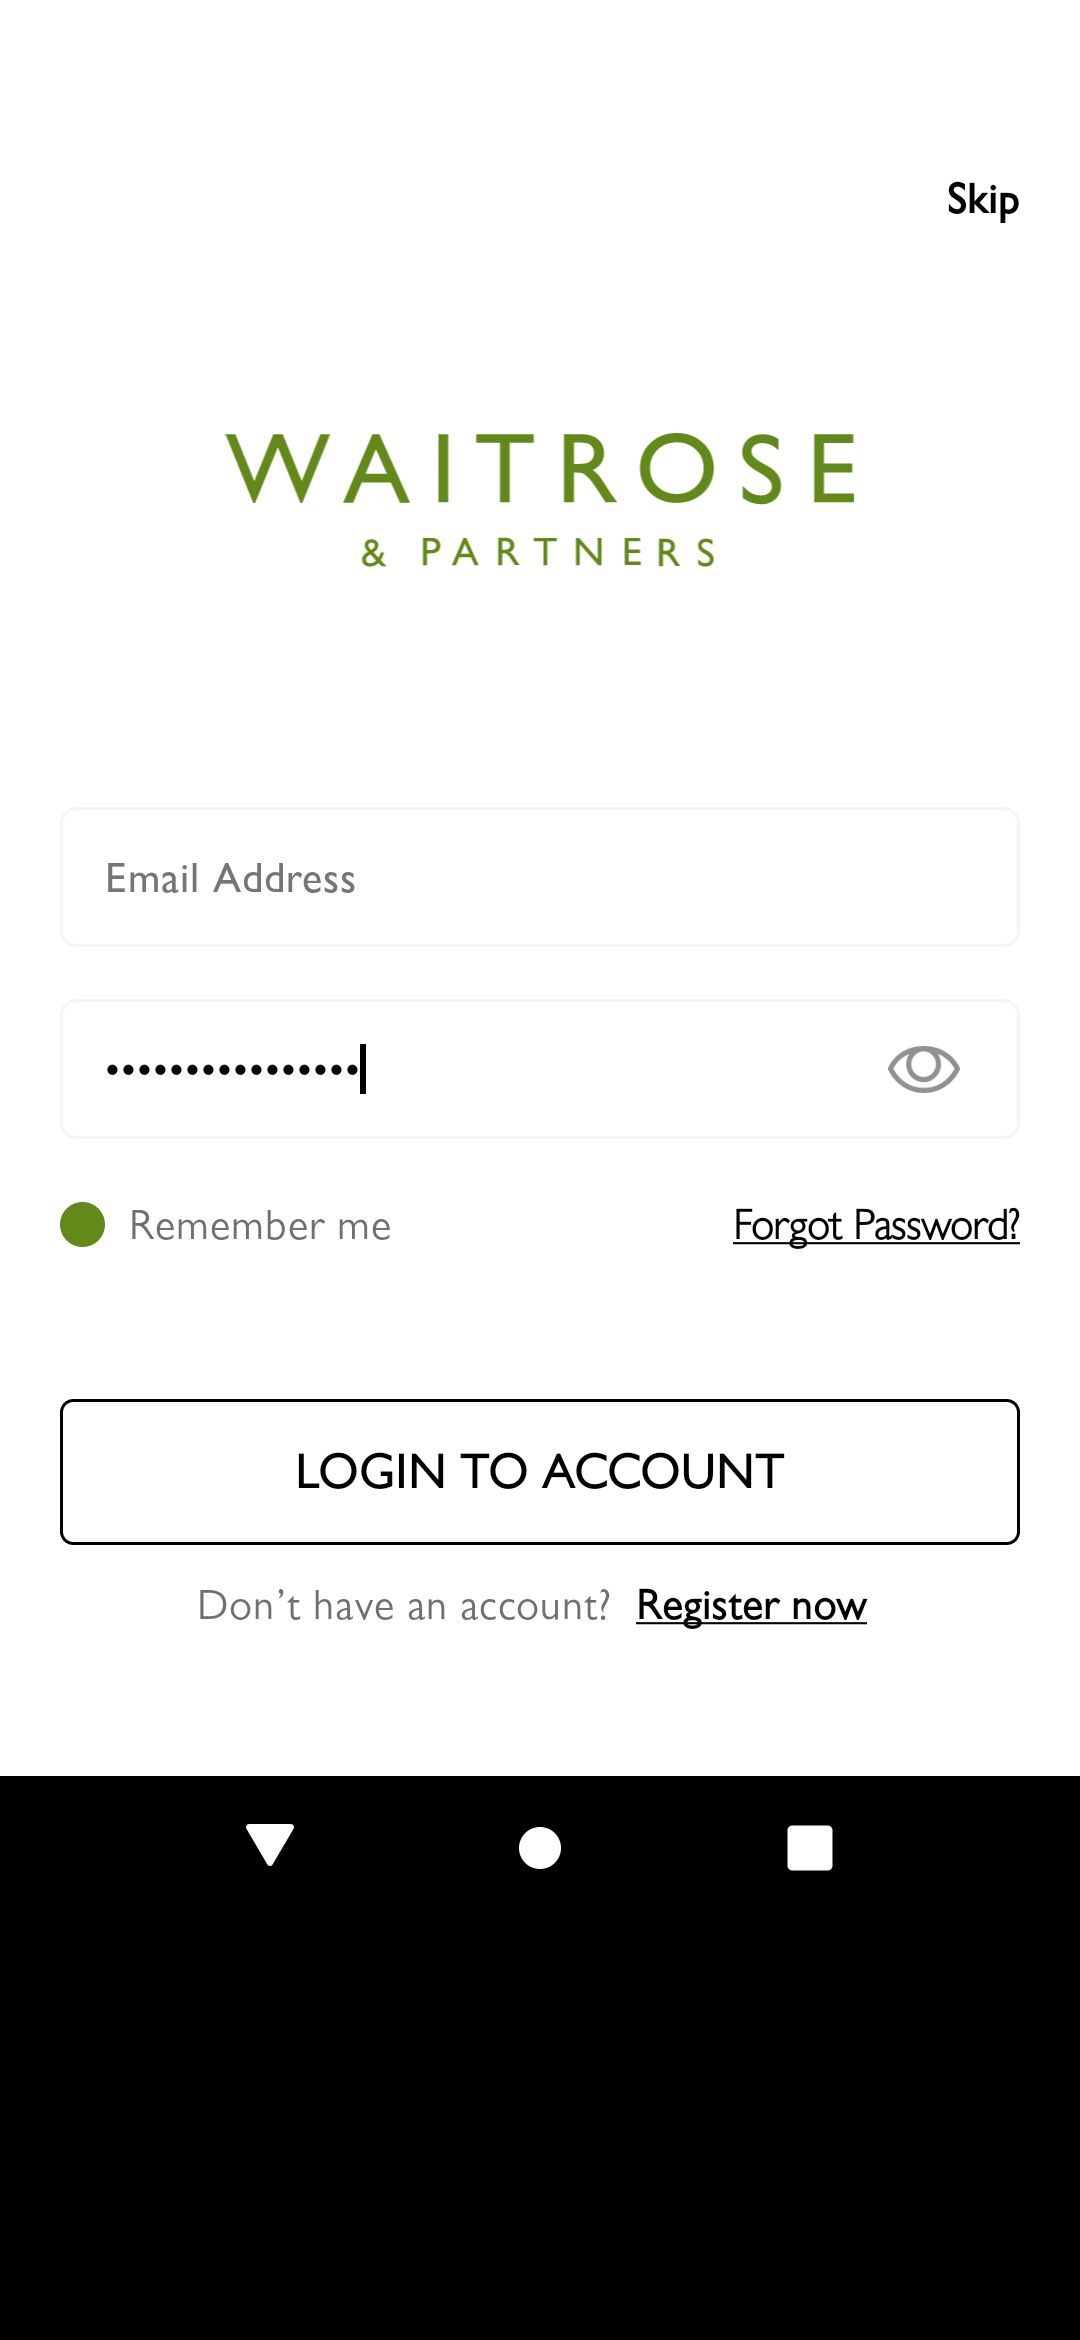 Skip
WAITROSE
& PARTNERS
Email Address
••••••••••••••••
Remember me
Forgot Password?
LOGIN TO ACCOUNT
Don’t have an account? Register now